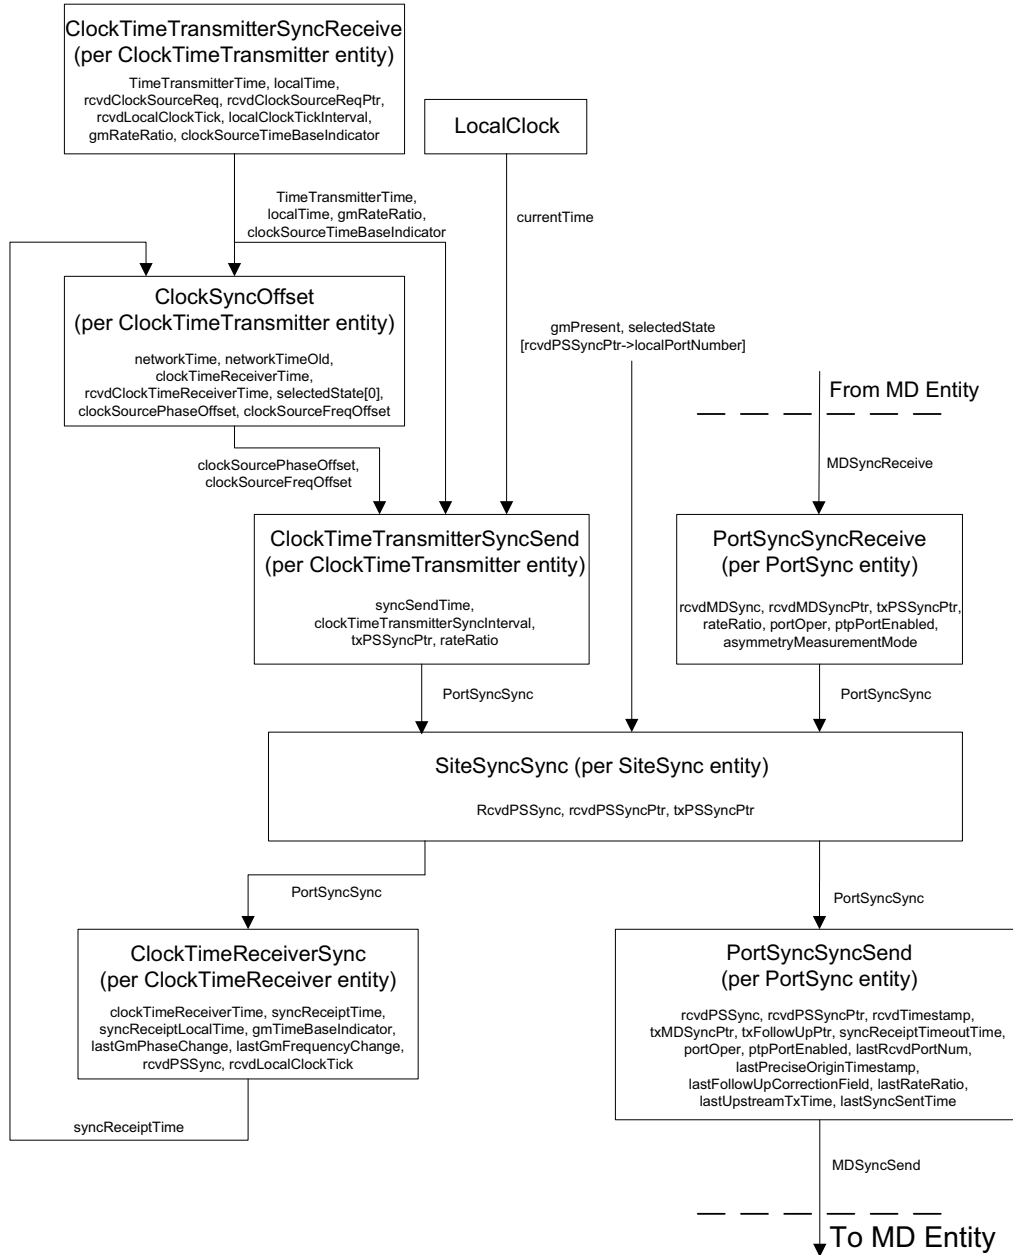 ClockTimeTransmitterSyncReceive
(per ClockTimeTransmitter entity)
TimeTransmitterTime, localTime,
rcvdClockSourceReq, rcvdClockSourceReqPtr,
rcvdLocalClockTick, localClockTickInterval,
gmRateRatio, clockSourceTimeBaseIndicator
LocalClock
TimeTransmitterTime,
localTime, gmRateRatio,
clockSourceTimeBaseIndicator
currentTime
ClockSyncOffset
(per ClockTimeTransmitter entity)
networkTime, networkTimeOld,
clockTimeReceiverTime,
rcvdClockTimeReceiverTime, selectedState[0],
clockSourcePhaseOffset, clockSourceFreqOffset
gmPresent, selectedState
[rcvdPSSyncPtr->localPortNumber]
From MD Entity
MDSyncReceive
clockSourcePhaseOffset,
clockSourceFreqOffset
ClockTimeTransmitterSyncSend
(per ClockTimeTransmitter entity)
syncSendTime,
clockTimeTransmitterSyncInterval,
txPSSyncPtr, rateRatio
PortSyncSyncReceive
(per PortSync entity)
rcvdMDSync, rcvdMDSyncPtr, txPSSyncPtr,
rateRatio, portOper, ptpPortEnabled,
asymmetryMeasurementMode
PortSyncSync
PortSyncSync
SiteSyncSync (per SiteSync entity)
RcvdPSSync, rcvdPSSyncPtr, txPSSyncPtr
PortSyncSync
PortSyncSync
ClockTimeReceiverSync
(per ClockTimeReceiver entity)
clockTimeReceiverTime, syncReceiptTime,
syncReceiptLocalTime, gmTimeBaseIndicator,
lastGmPhaseChange, lastGmFrequencyChange,
rcvdPSSync, rcvdLocalClockTick
PortSyncSyncSend
(per PortSync entity)
rcvdPSSync, rcvdPSSyncPtr, rcvdTimestamp,
txMDSyncPtr, txFollowUpPtr, syncReceiptTimeoutTime,
portOper, ptpPortEnabled, lastRcvdPortNum,
lastPreciseOriginTimestamp,
lastFollowUpCorrectionField, lastRateRatio,
lastUpstreamTxTime, lastSyncSentTime
syncReceiptTime
MDSyncSend
To MD Entity